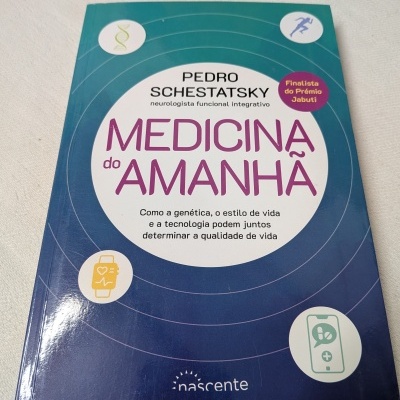 PEDRO
SCHESTATSKY
neurologista funcional integrativo
Finalista
do Prêmio
Jabuti
MEDICINA
do AMANHÃ
Como a genética, o estilo de vida
e a tecnologia podem juntos
determinar a qualidade de vida
nascente